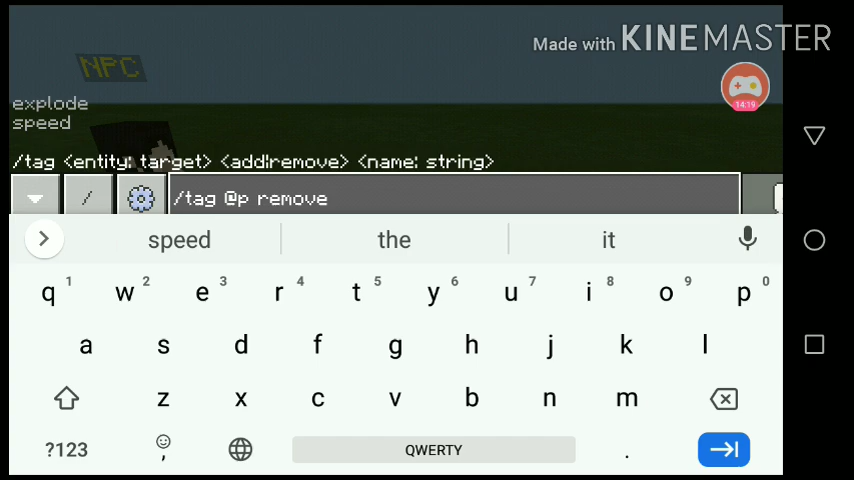 Made with KINEMASTER
NPC
14:19
explode
speed
/tag <entity: target> <add|remove> <name: string>
/
/tag @p remove
speed the it
q 1 w 2 e 3 r 4 t 5 y 6 u 7 i 8 o 9 p 0
a s d f g h j k l
z x c v b n m
?123 , QWERTY .